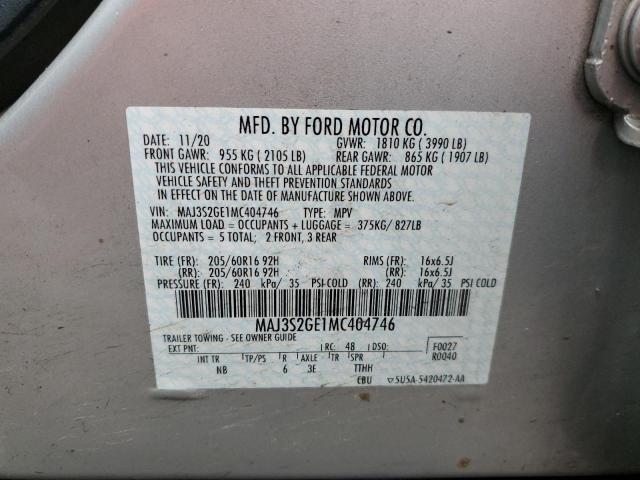 MFD. BY FORD MOTOR CO.
DATE: 11/20 GVWR: 1810 KG ( 3990 LB)
FRONT GAWR: 955 KG ( 2105 LB) REAR GAWR: 865 KG ( 1907 LB)
THIS VEHICLE CONFORMS TO ALL APPLICABLE FEDERAL MOTOR
VEHICLE SAFETY AND THEFT PREVENTION STANDARDS
IN EFFECT ON THE DATE OF MANUFACTURE SHOWN ABOVE.
VIN: MAJ3S2GE1MC404746 TYPE: MPV
MAXIMUM LOAD = OCCUPANTS + LUGGAGE = 375KG/ 827LB
OCCUPANTS = 5 TOTAL; 2 FRONT, 3 REAR
TIRE (FR): 205/60R16 92H RIMS (FR): 16x6.5J
(RR): 205/60R16 92H (RR): 16x6.5J
PRESSURE (FR): 240 kPa/ 35 PSI-COLD (RR): 240 kPa/ 35 PSI COLD
MAJ3S2GE1MC404746
TRAILER TOWING - SEE OWNER GUIDE
EXT PNT: RC: 48 DSO: F0027
R0040
INT TR TP/PS R AXLE TR SPR
NB 6 3E TTHH
CBU 5U5A-5420472-AA